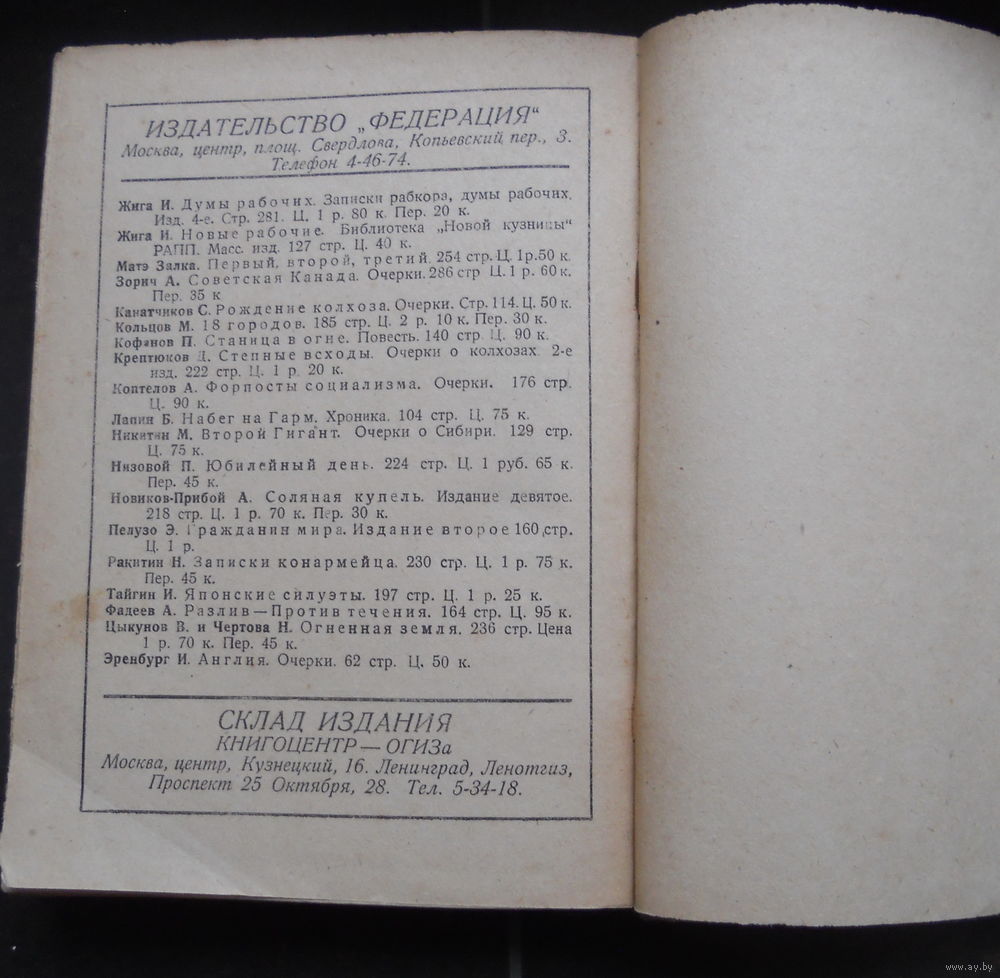 ИЗДАТЕЛЬСТВО „ФЕДЕРАЦИЯ“
Москва, центр, площ. Свердлова, Копьевский пер., 3.
Телефон 4-46-74.
Жига И. Думы рабочих. Записки рабкора, думы рабочих.
Изд. 4-е. Стр. 281. Ц. 1 р. 80 к. Пер. 20 к.
Жига И. Новые рабочие. Библиотека „Новой кузницы“
РАПП. Масс. изд. 127 стр. Ц. 40 к.
Матэ Залка. Первый, второй, третий. 254 стр. Ц. 1р.50 к.
Зорич А. Советская Канада. Очерки. 286 стр Ц. 1 р. 60к.
Пер. 35 к
Канатчиков С. Рождение колхоза. Очерки. Стр. 114. Ц. 50 к.
Кольцов М. 18 городов. 185 стр. Ц. 2 р. 10 к. Пер. 30 к.
Кофанов П. Станица в огне. Повесть. 140 стр. Ц. 90 к.
Крептюков Д. Степные всходы. Очерки о колхозах. 2-е
изд. 222 стр. Ц. 1 р. 20 к.
Коптелов А. Форпосты социализма. Очерки. 176 стр.
Ц. 90 к.
Лапин Б. Набег на Гарм. Хроника. 104 стр. Ц. 75 к.
Никитин М. Второй Гигант. Очерки о Сибири. 129 стр.
Ц. 75 к.
Низовой П. Юбилейный день. 224 стр. Ц. 1 руб. 65 к.
Пер. 45 к.
Новиков-Прибой А. Соляная купель. Издание девятое.
218 стр. Ц. 1 р. 70 к. Пер. 30 к.
Пелузо Э. Гражданин мира. Издание второе 160 стр.
Ц. 1 р.
Ракитин Н. Записки конармейца. 230 стр. Ц. 1 р. 75 к.
Пер. 45 к.
Тайгин И. Японские силуэты. 197 стр. Ц. 1 р. 25 к.
Фадеев А. Разлив — Против течения. 164 стр. Ц. 95 к.
Цыкунов В. и Чертова Н. Огненная земля. 236 стр. Цена
1 р. 70 к. Пер. 45 к.
Эренбург И. Англия. Очерки. 62 стр. Ц. 50 к.
СКЛАД ИЗДАНИЯ
КНИГОЦЕНТР — ОГИЗа
Москва, центр, Кузнецкий, 16. Ленинград, Ленотгиз,
Проспект 25 Октября, 28. Тел. 5-34-18.
www.ay.by